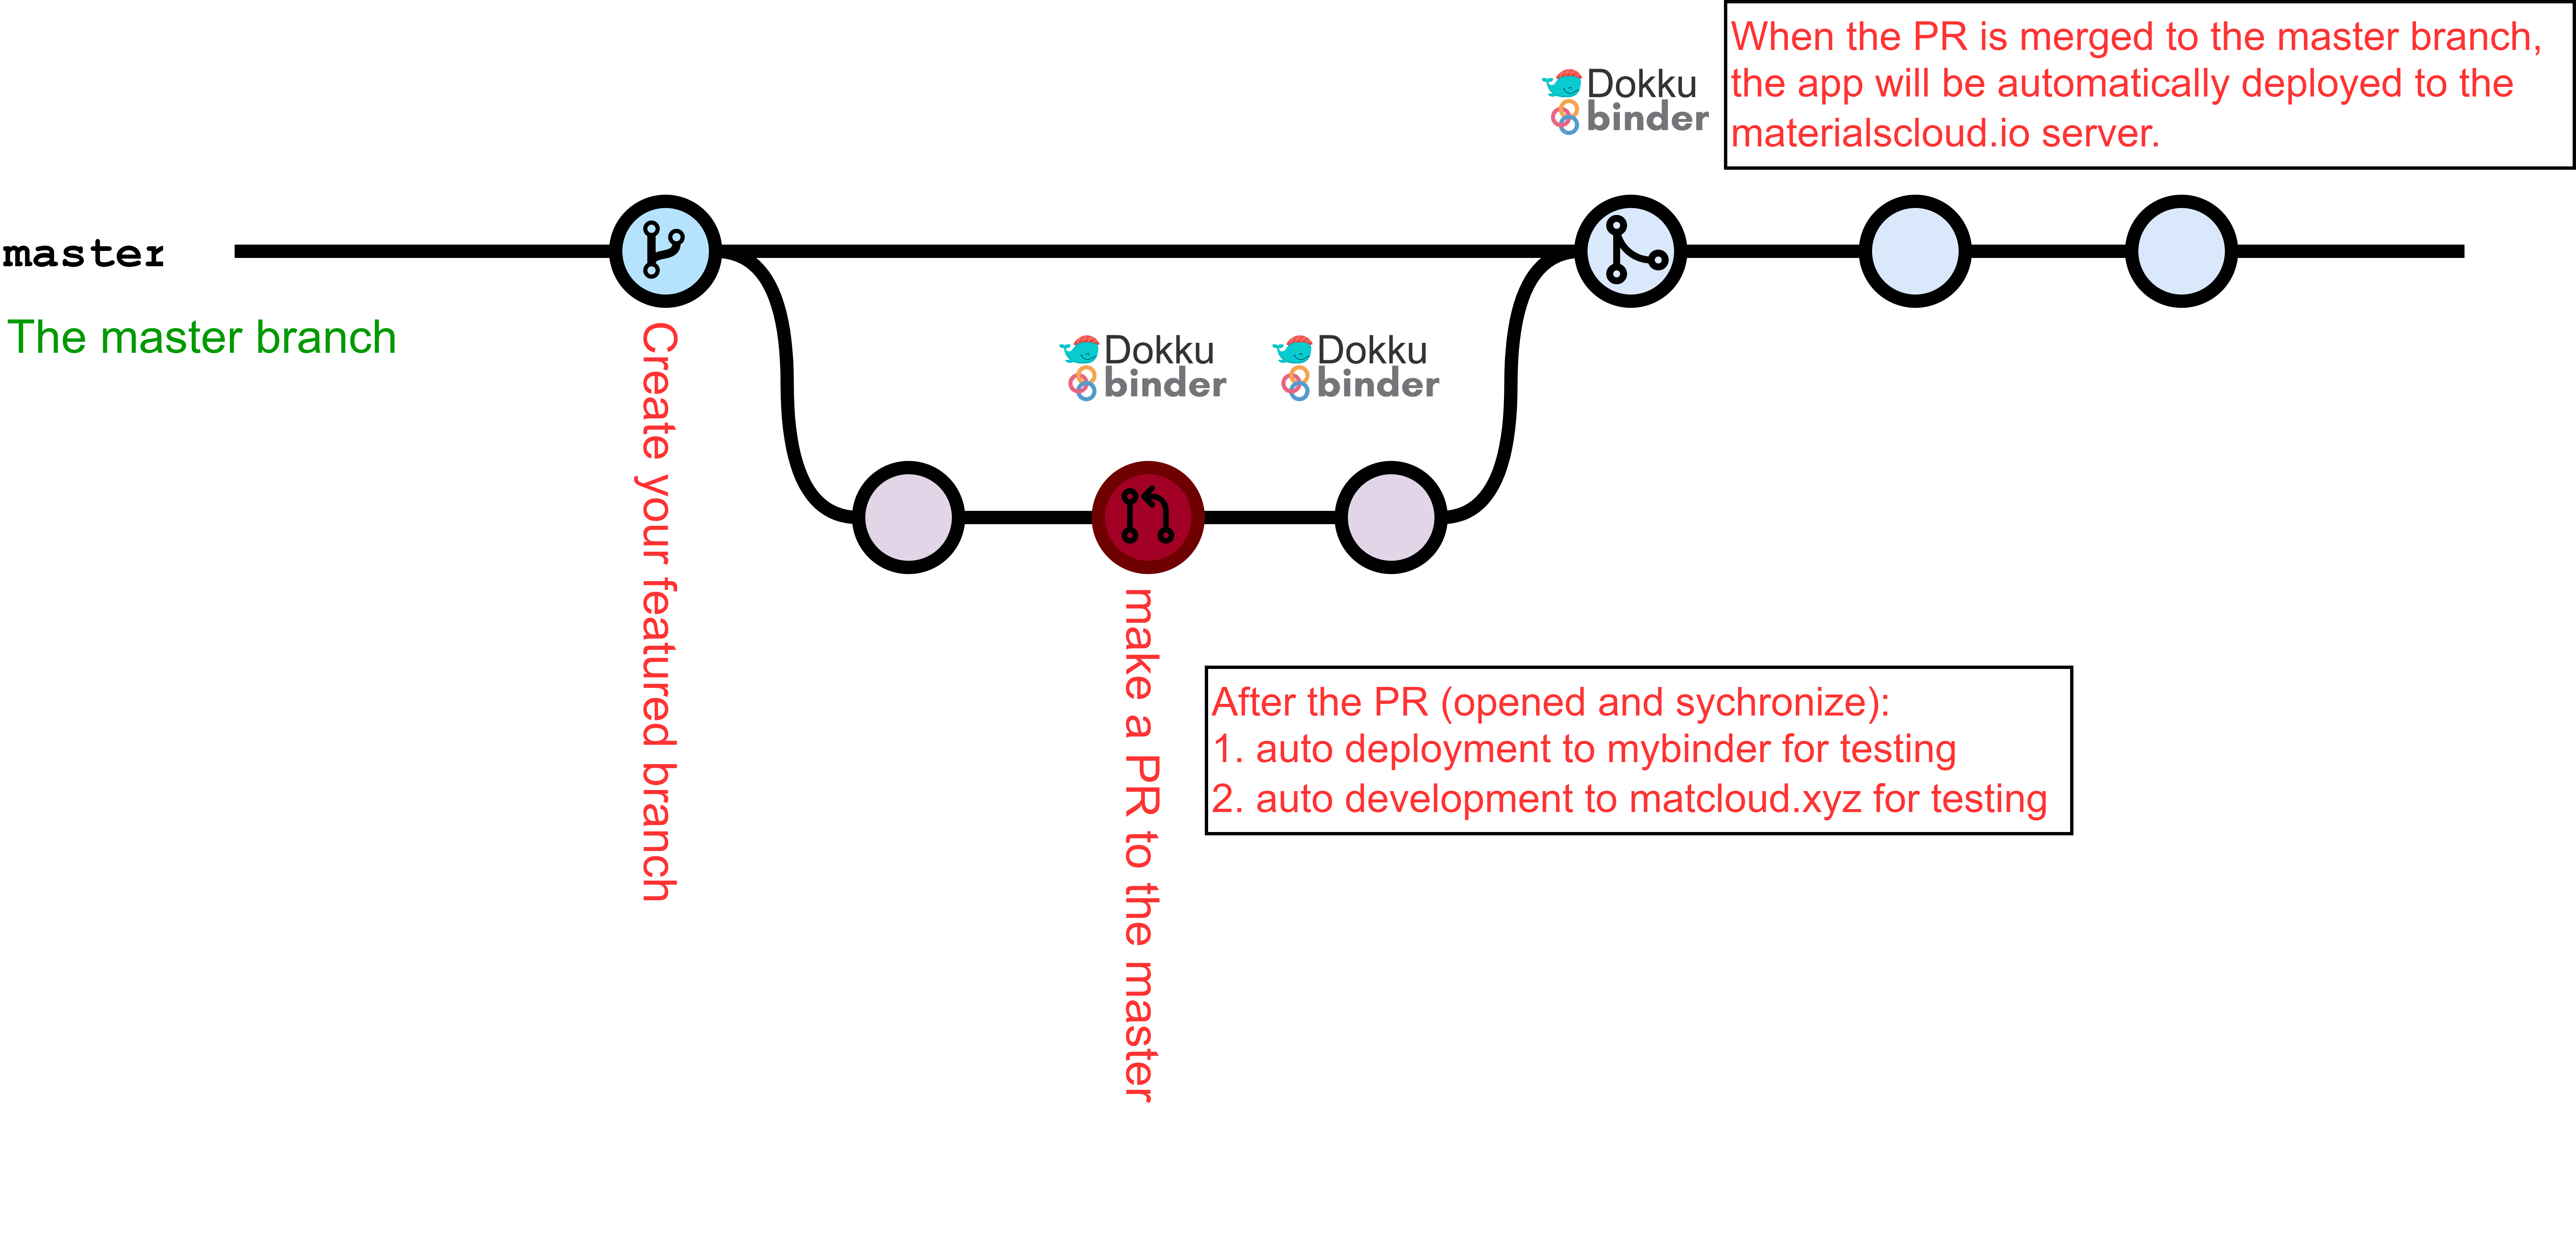 When the PR is merged to the master branch,
the app will be automatically deployed to the
materialscloud.io server.
Dokku
binder
master
The master branch
Dokku
binder
Dokku
binder
Create your featured branch
make a PR to the master
After the PR (opened and sychronize):
1. auto deployment to mybinder for testing
2. auto development to matcloud.xyz for testing